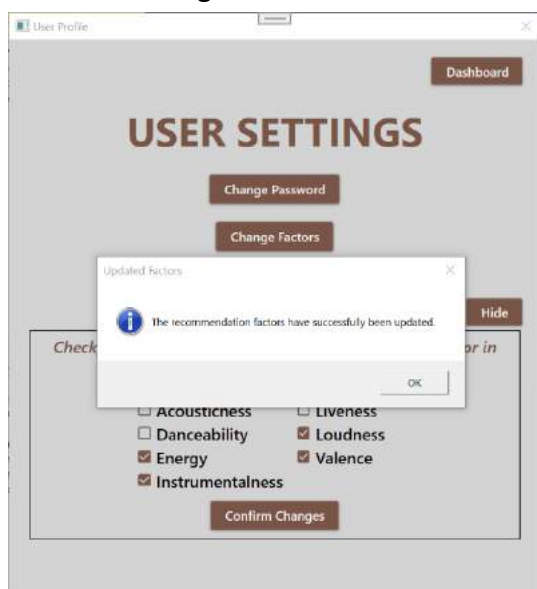 User Profile
Dashboard
USER SETTINGS
Change Password
Change Factors
Updated Factors
The recommendation factors have successfully been updated.
Hide
Check or in
OK
Acousticness Liveness
Danceability Loudness
Energy Valence
Instrumentalness
Confirm Changes